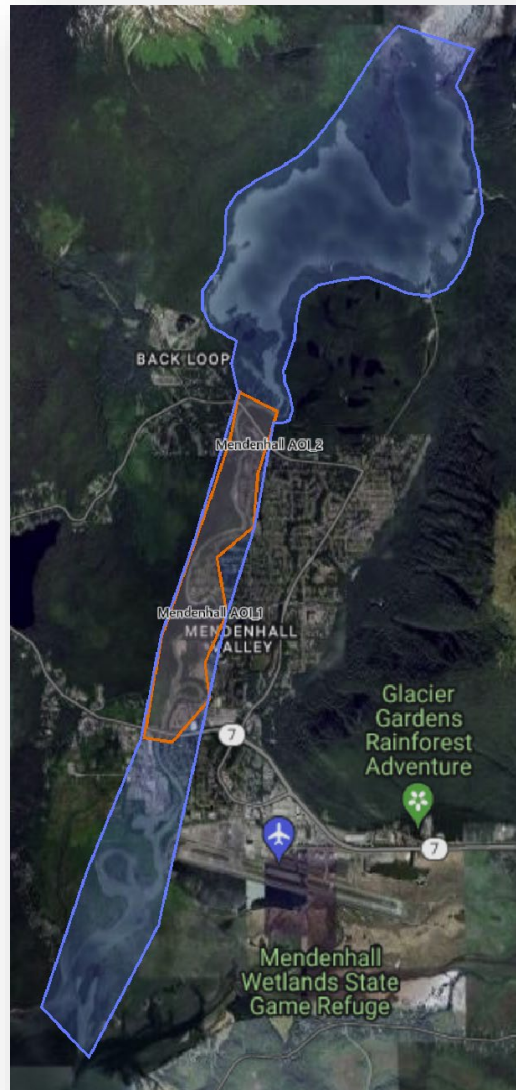 BACK LOOP
Mendenhall AOI_2
Mendenhall AOI_1
MENDENHALL
VALLEY
7
Glacier
Gardens
Rainforest
Adventure
7
Mendenhall
Wetlands State
Game Refuge